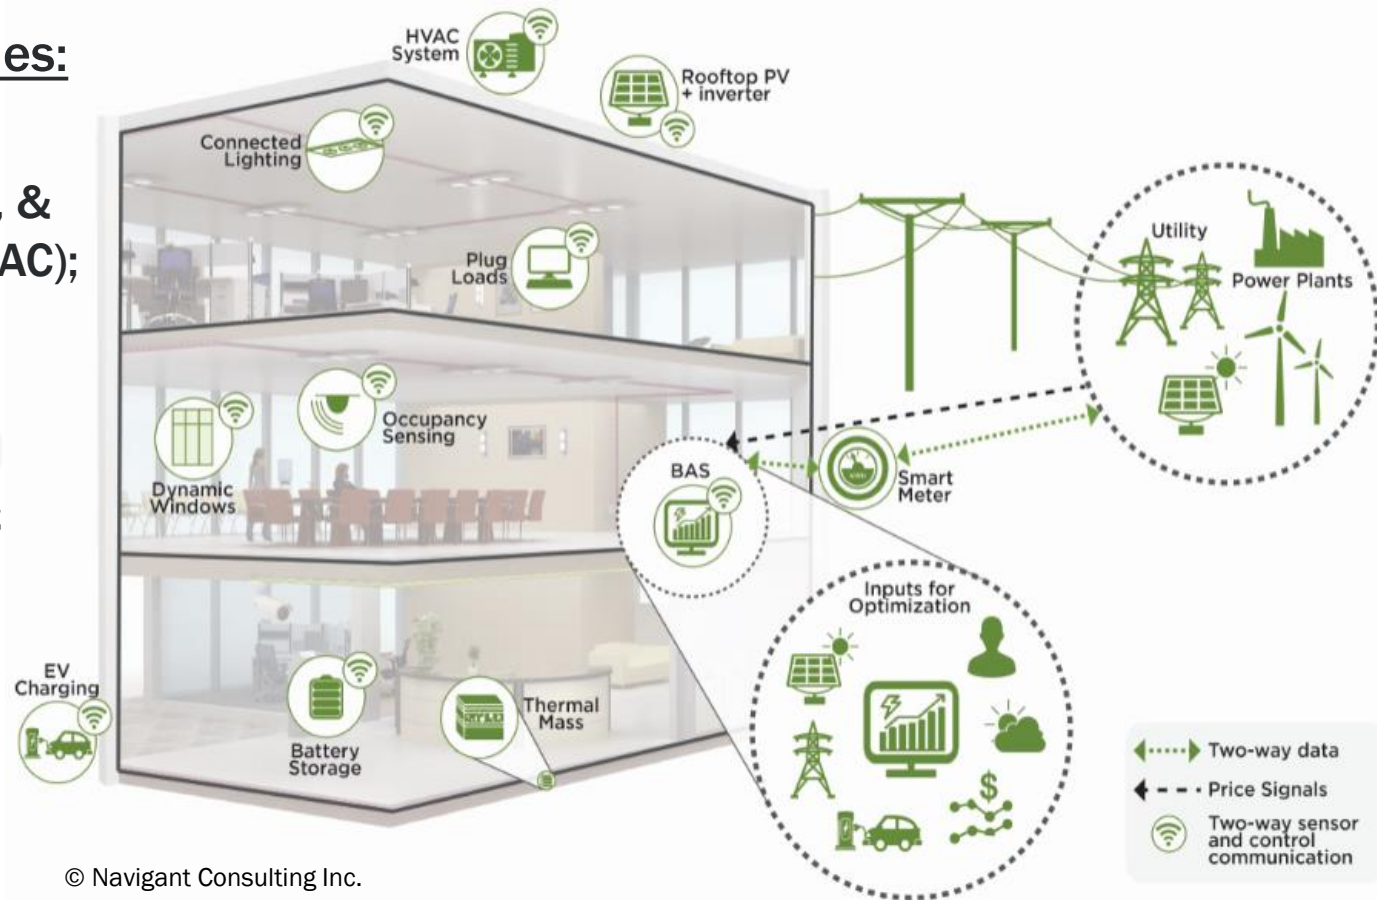 es:
&
AC);
HVAC
System
Rooftop PV
+ inverter
Connected
Lighting
Plug
Loads
Utility
Power Plants
Occupancy
Sensing
Dynamic
Windows
BAS
Smart
Meter
Inputs for
Optimization
$
EV
Charging
Thermal
Mass
Battery
Storage
Two-way data
Price Signals
Two-way sensor
and control
communication
© Navigant Consulting Inc.